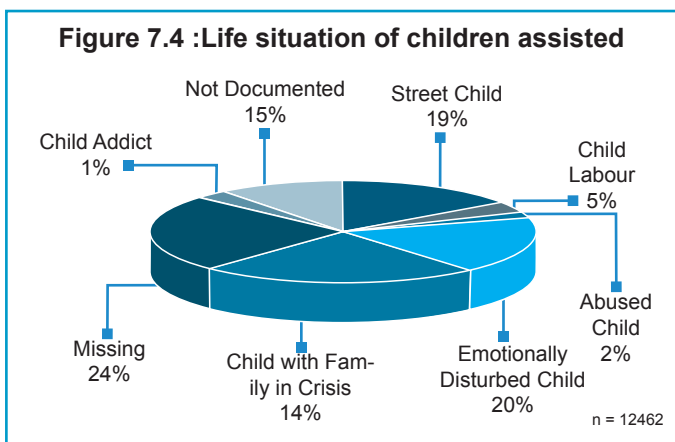 Figure 7.4 :Life situation of children assisted
Not Documented
15%
Street Child
19%
Child Addict
1%
Child
Labour
5%
Abused
Child
2%
Missing
24%
Child with Fam-
ily in Crisis
14%
Emotionally
Disturbed Child
20%
n = 12462